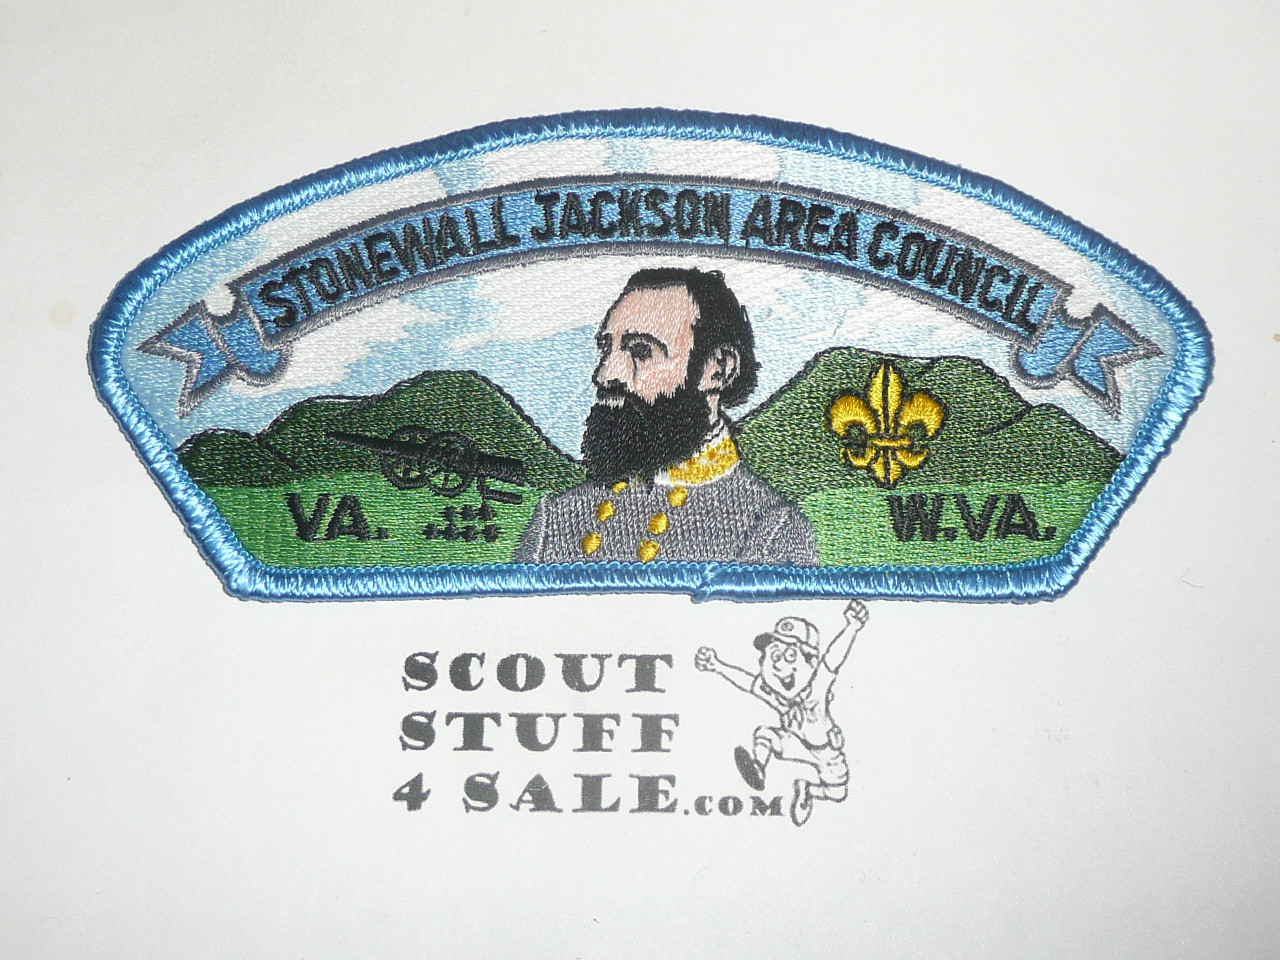 STONEWALL JACKSON AREA COUNCIL
VA.
W.VA.
SCOUT
STUFF
4 SALE.COM